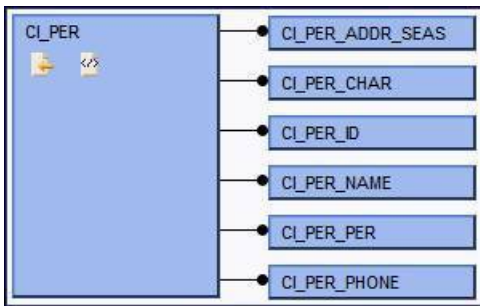 CI_PER
CI_PER_ADDR_SEAS
CI_PER_CHAR
CI_PER_ID
CI_PER_NAME
CI_PER_PER
CI_PER_PHONE